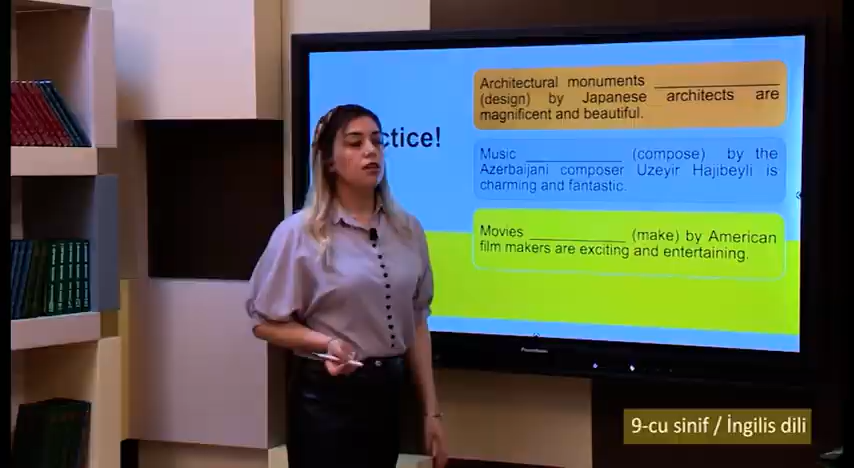 ctice!
Architectural monuments ______________
(design) by Japanese architects are
magnificent and beautiful.
Music ____________ (compose) by the
Azerbaijani composer Uzeyir Hajibeyli is
charming and fantastic.
Movies _____________ (make) by American
film makers are exciting and entertaining.
9-cu sinif / İngilis dili